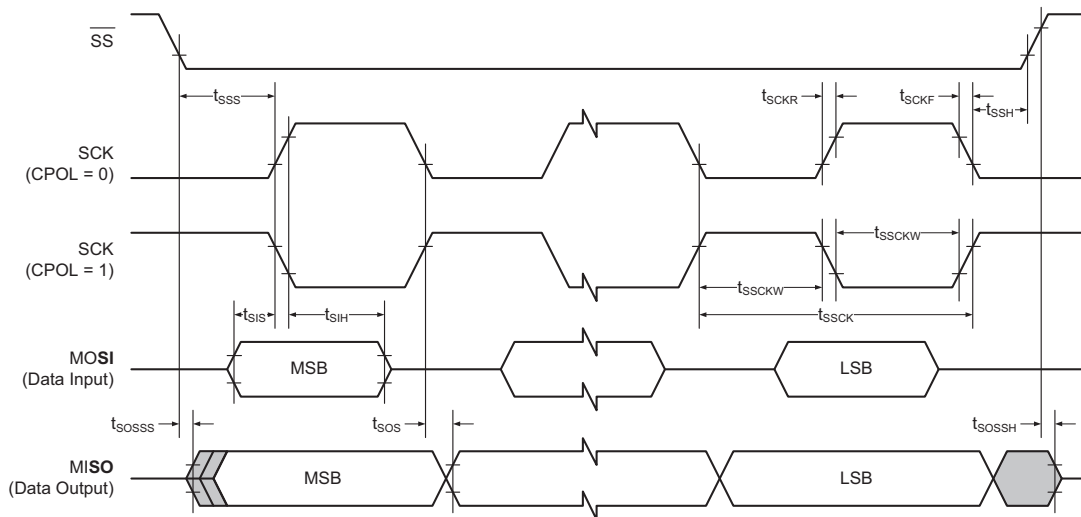 SS
tSSS
tSCKR
tSCKF
tSSH
SCK
(CPOL = 0)
SCK
(CPOL = 1)
tSSCKW
tSSCKW
tSSCK
tSIS
tSIH
MOSI
(Data Input)
MSB
LSB
tSOSSS
tSOS
tSOSSH
MISO
(Data Output)
MSB
LSB